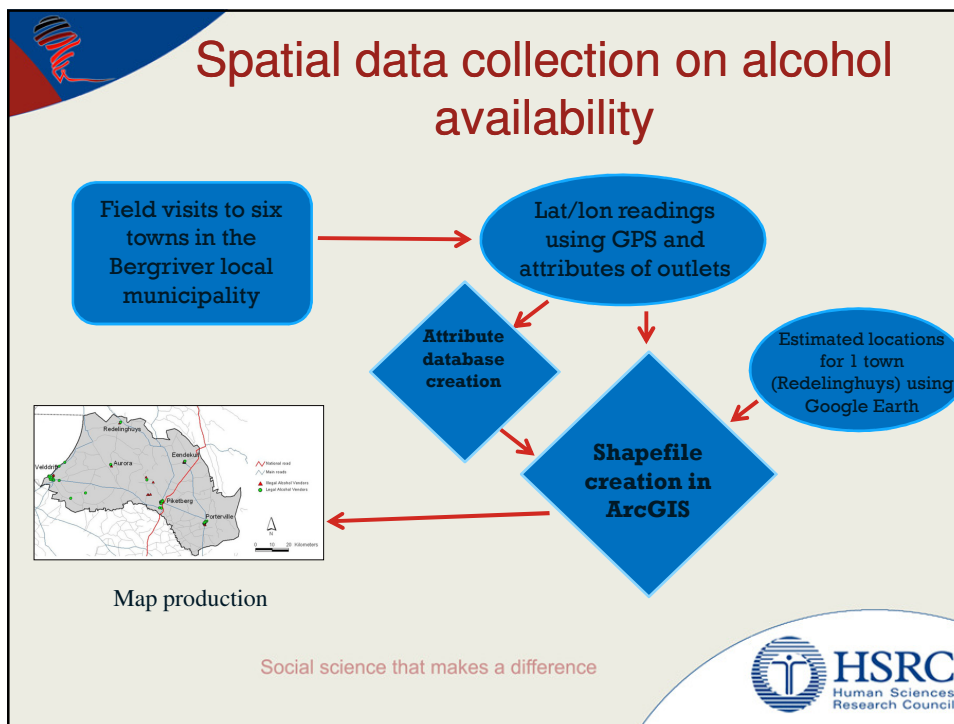 Spatial data collection on alcohol
availability
Field visits to six
towns in the
Bergriver local
municipality
Lat/lon readings
using GPS and
attributes of outlets
Attribute
database
creation
Estimated locations
for 1 town
(Redelinghuys) using
Google Earth
Shapefile
creation in
ArcGIS
Redelinghuys
Velddrif
Aurora
Eendekuil
Piketberg
Porterville
National road
Main roads
Illegal Alcohol Vendors
Legal Alcohol Vendors
N
0 10 20 Kilometers
Map production
Social science that makes a difference
HSRC
Human Sciences
Research Council